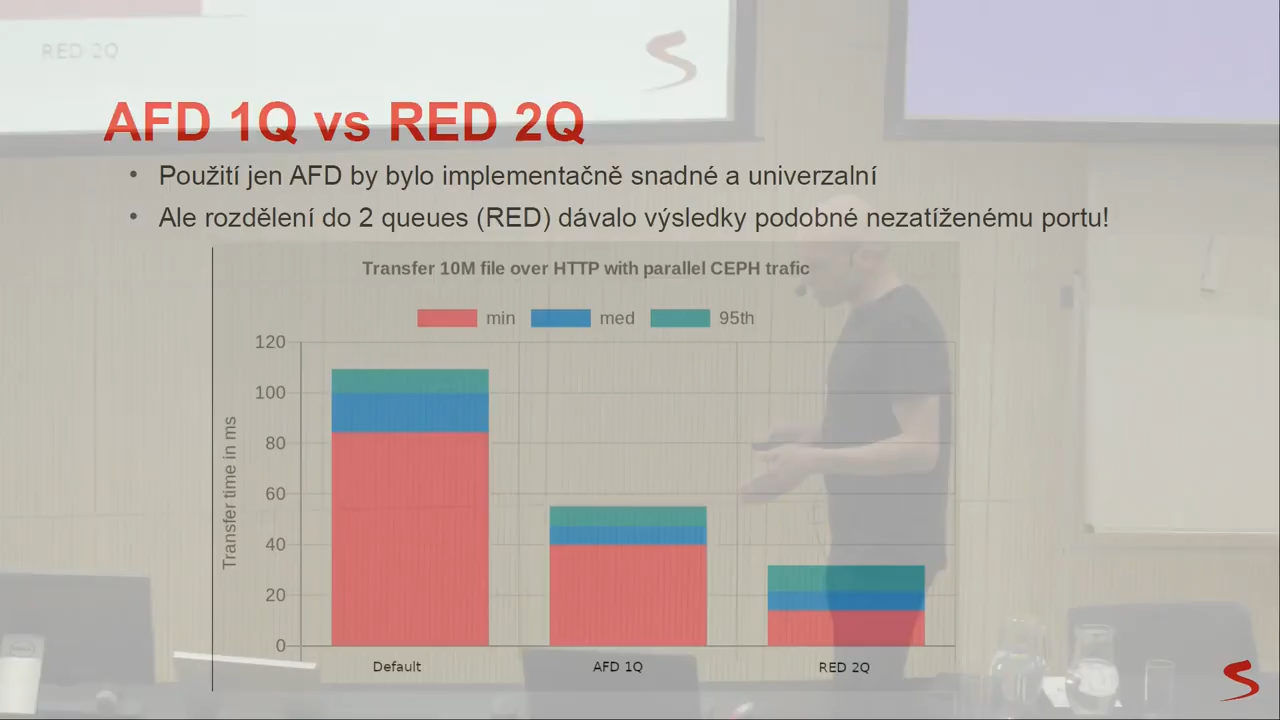 RED 2Q
AFD 1Q vs RED 2Q
• Použití jen AFD by bylo implementačně snadné a univerzalní
• Ale rozdělení do 2 queues (RED) dávalo výsledky podobné nezatíženému portu!
Transfer 10M file over HTTP with parallel CEPH trafic
min med 95th
Transfer time in ms
120
100
80
60
40
20
0
Default AFD 1Q RED 2Q